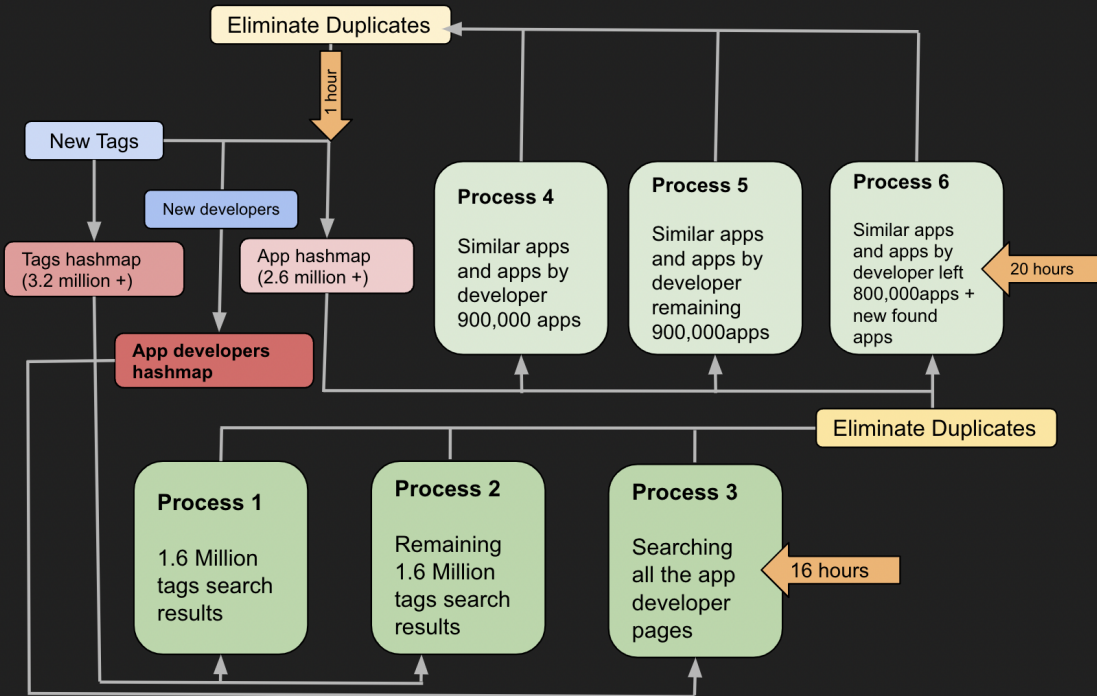 Eliminate Duplicates
1 hour
New Tags
New developers
Tags hashmap
(3.2 million +)
App hashmap
(2.6 million +)
App developers
hashmap
Process 4
Similar apps
and apps by
developer
900,000 apps
Process 5
Similar apps
and apps by
developer
remaining
900,000apps
Process 6
Similar apps
and apps by
developer left
800,000apps +
new found
apps
20 hours
Eliminate Duplicates
Process 1
1.6 Million
tags search
results
Process 2
Remaining
1.6 Million
tags search
results
Process 3
Searching
all the app
developer
pages
16 hours